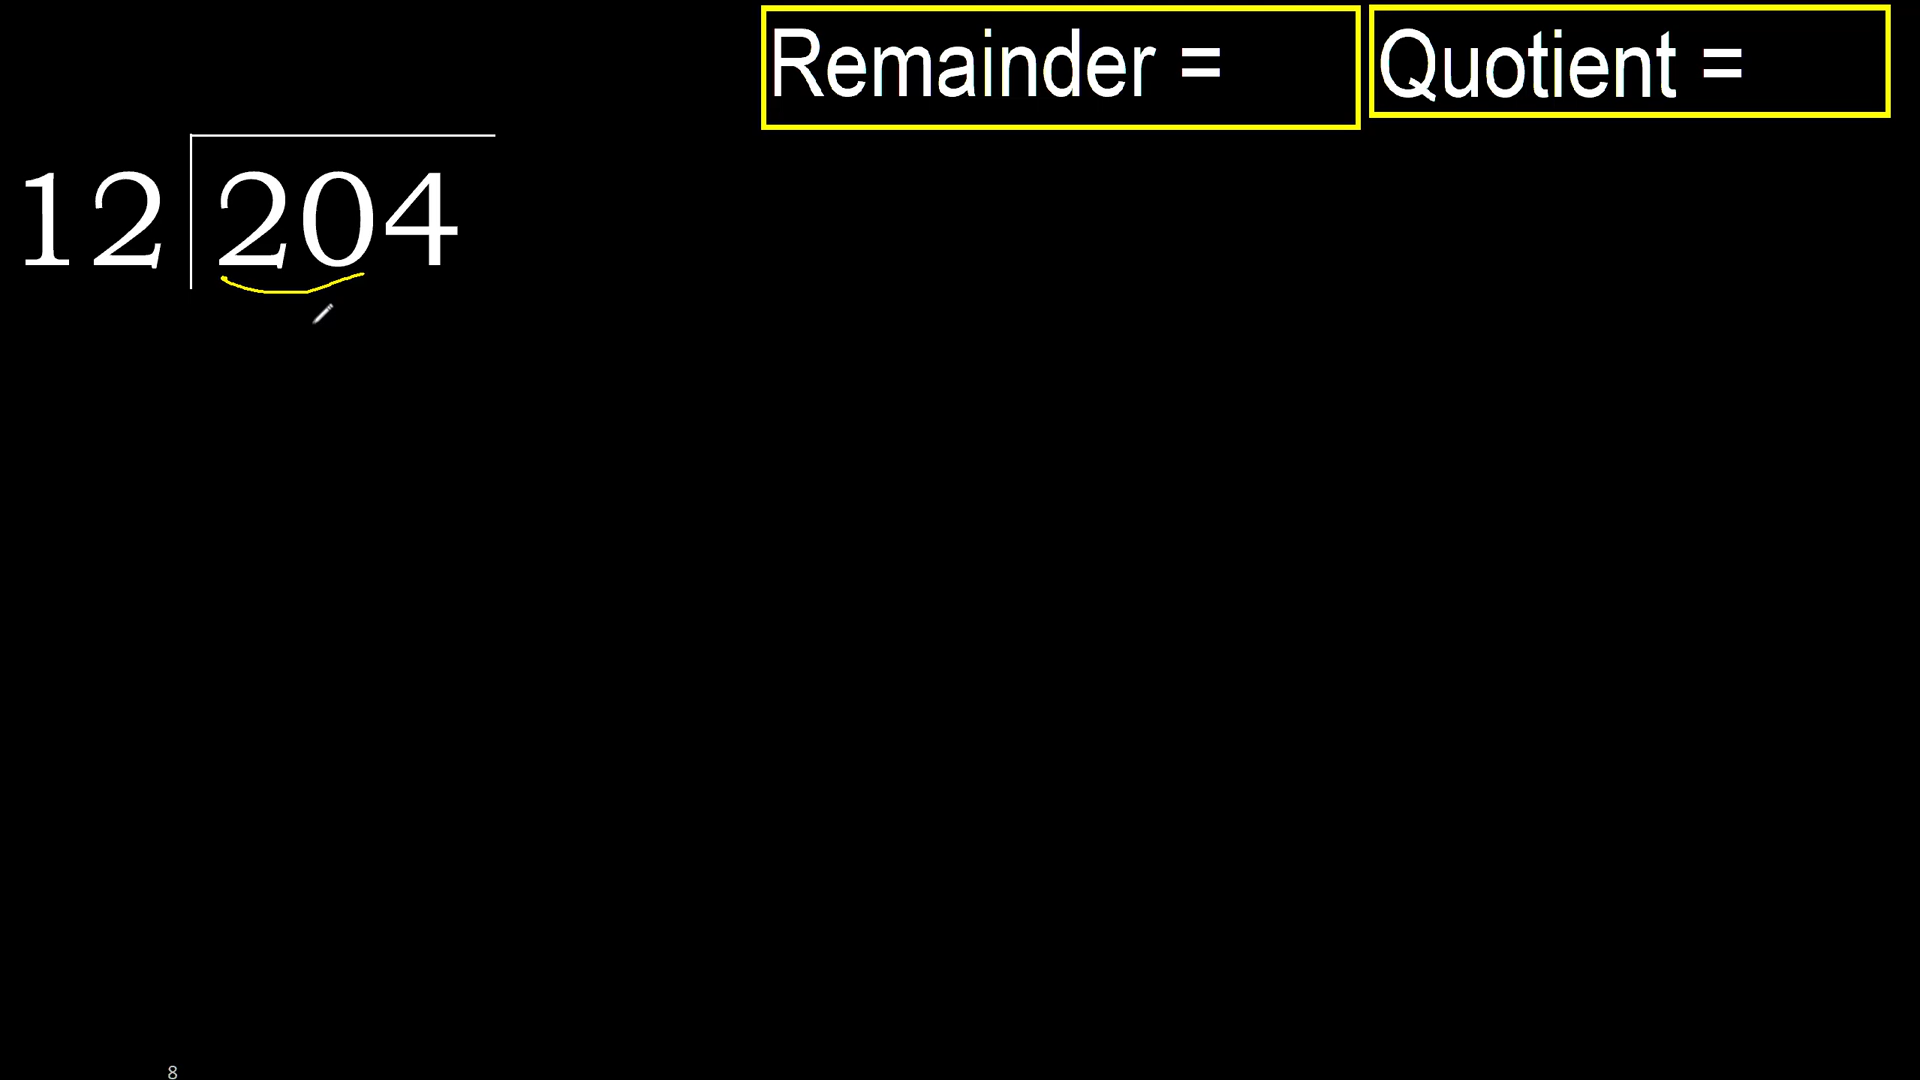 Remainder = Quotient =
12 204
8